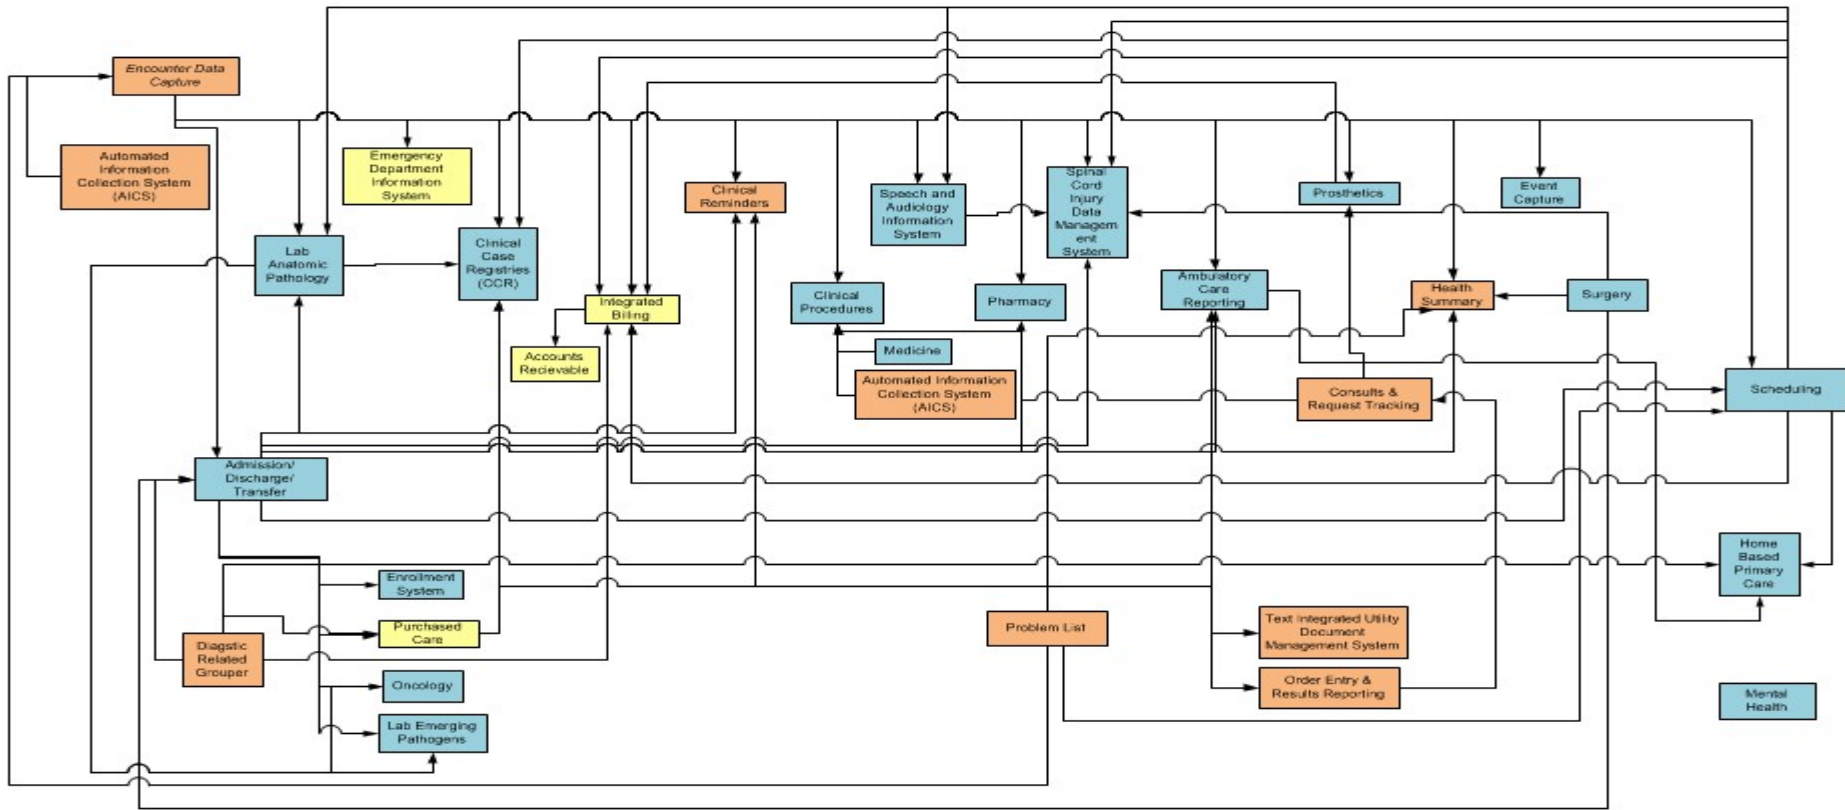 Encounter Data
Capture
Automated
Information
Collection System
(AICS)
Emergency
Department
Information
System
Clinical
Reminders
Speech and
Audiology
Information
System
Spinal
Cord
Injury
Data
Managem
ent
System
Prosthetics
Event
Capture
Lab
Anatomic
Pathology
Clinical
Case
Registries
(CCR)
Integrated
Billing
Accounts
Recievable
Clinical
Procedures
Pharmacy
Medicine
Automated Information
Collection System
(AICS)
Ambulatory
Care
Reporting
Health
Summary
Surgery
Consults &
Request Tracking
Scheduling
Admission/
Discharge/
Transfer
Enrollment
System
Purchased
Care
Diagstic
Related
Grouper
Oncology
Lab Emerging
Pathogens
Problem List
Text Integrated Utility
Document
Management System
Order Entry &
Results Reporting
Home
Based
Primary
Care
Mental
Health